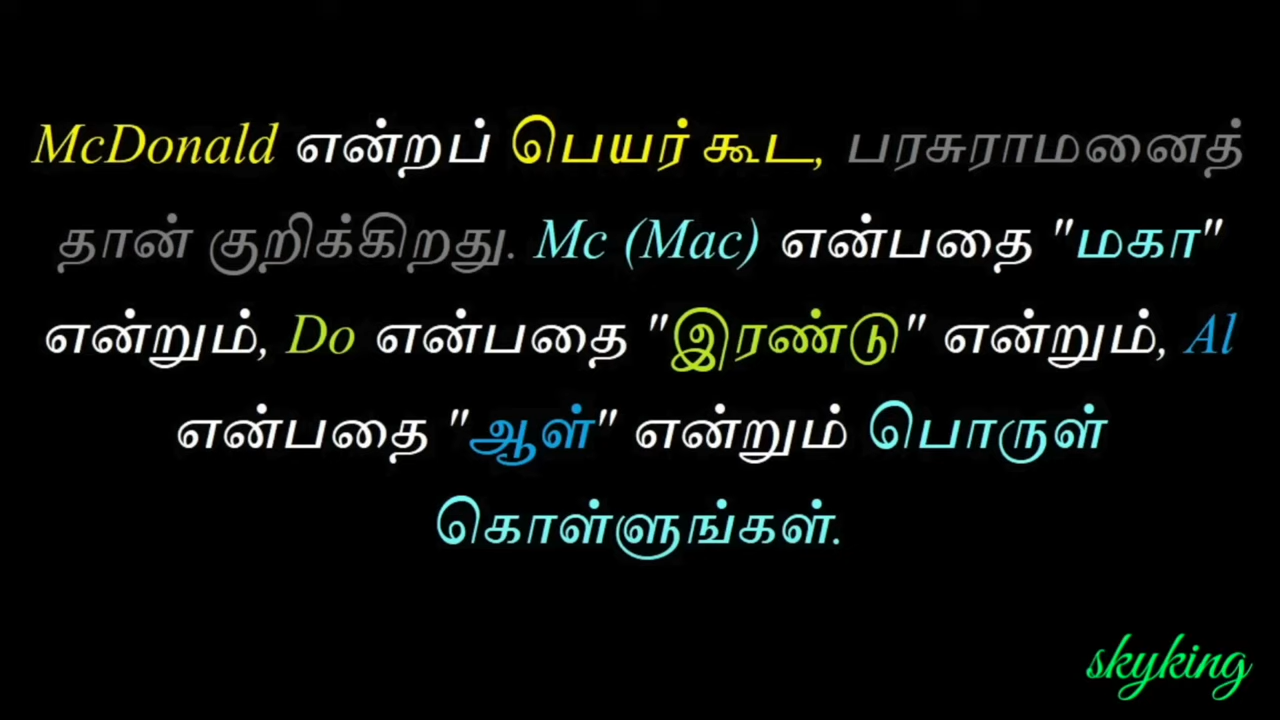 McDonald என்றப் பெயர் கூட, பரசுராமனைத்
தான் குறிக்கிறது. Mc (Mac) என்பதை "மகா"
என்றும், Do என்பதை "இரண்டு" என்றும், Al
என்பதை "ஆள்" என்றும் பொருள்
கொள்ளுங்கள்.
skyking